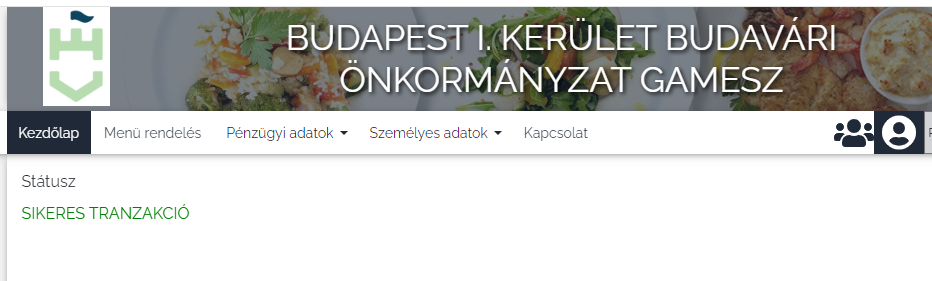 BUDAPEST I. KERÜLET BUDAVÁRI
ÖNKORMÁNYZAT GAMESZ
Kezdőlap Menü rendelés Pénzügyi adatok Személyes adatok Kapcsolat
Státusz
SIKERES TRANZAKCIÓ